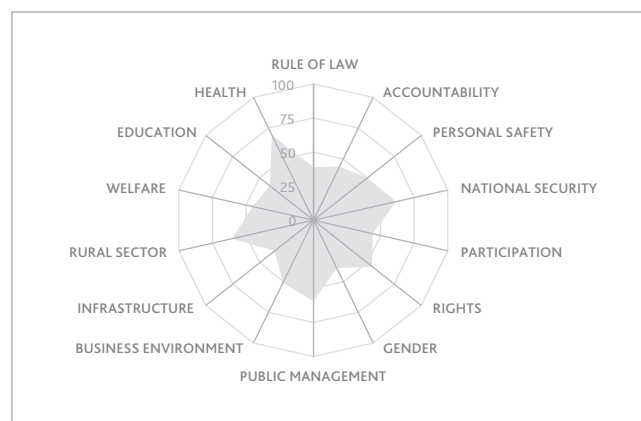 RULE OF LAW
100
HEALTH
ACCOUNTABILITY
75
EDUCATION
PERSONAL SAFETY
50
WELFARE
25
NATIONAL SECURITY
0
RURAL SECTOR
PARTICIPATION
INFRASTRUCTURE
RIGHTS
BUSINESS ENVIRONMENT
GENDER
PUBLIC MANAGEMENT